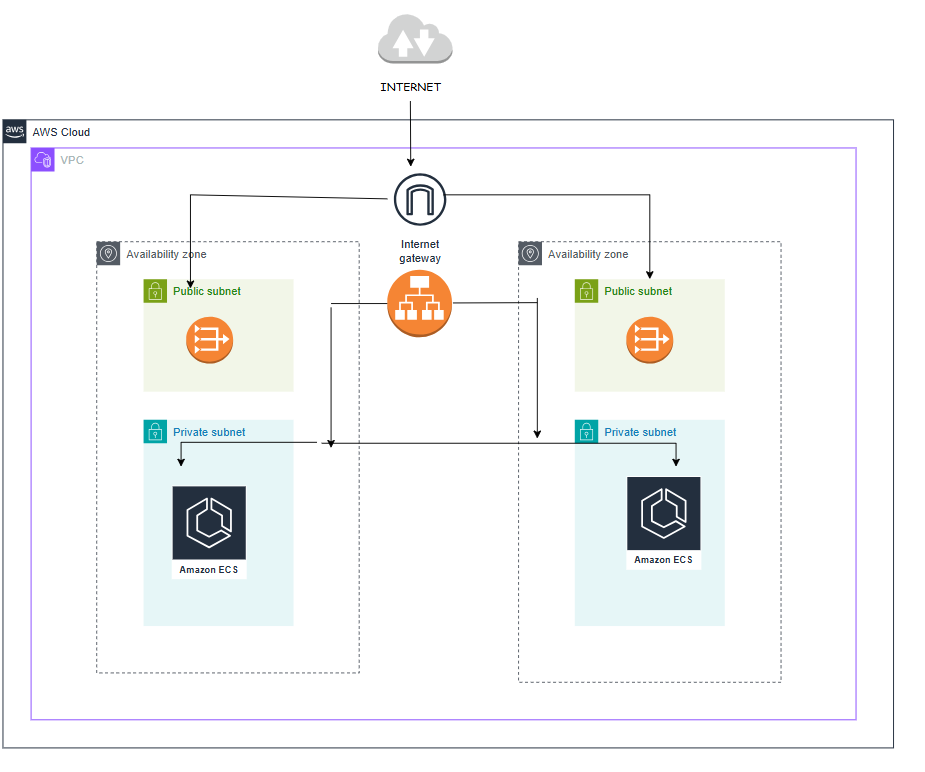 INTERNET
aws
AWS Cloud
VPC
Internet
gateway
Availability zone
Availability zone
Public subnet
Public subnet
Private subnet
Private subnet
Amazon ECS
Amazon ECS